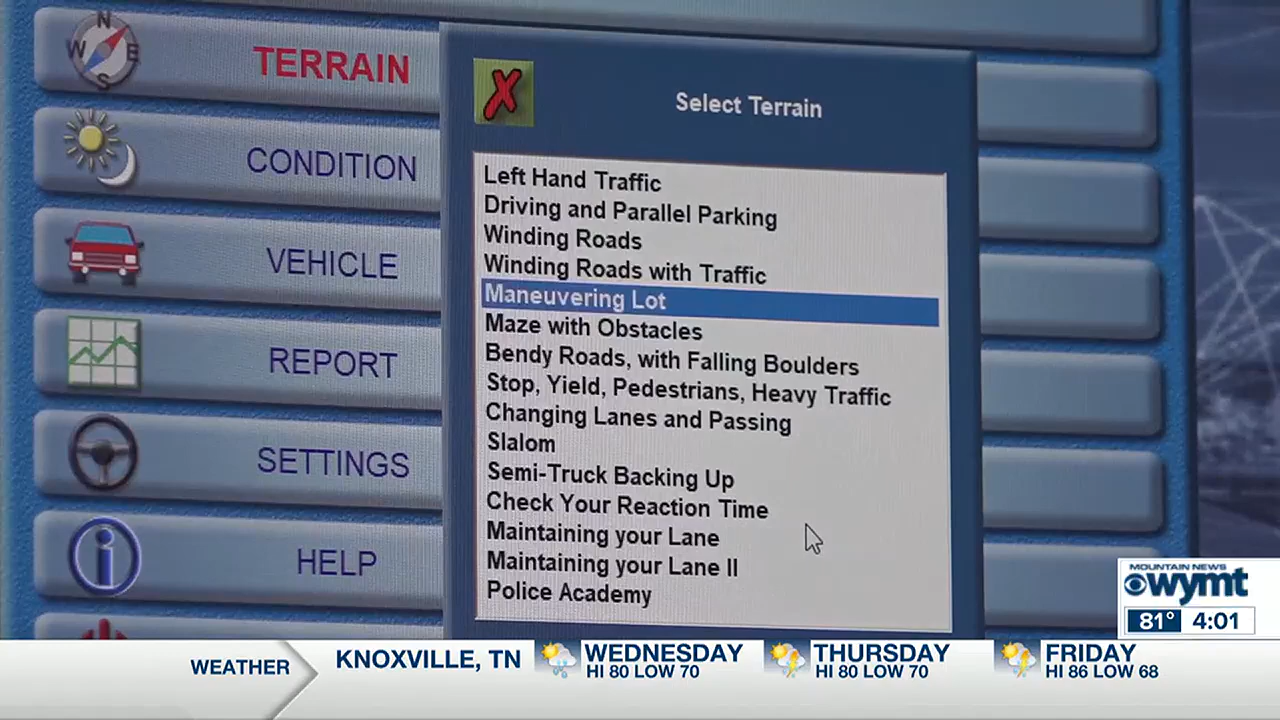 N
W E
S
TERRAIN
CONDITION
VEHICLE
REPORT
SETTINGS
HELP
X
Select Terrain
Left Hand Traffic
Driving and Parallel Parking
Winding Roads
Winding Roads with Traffic
Maneuvering Lot
Maze with Obstacles
Bendy Roads, with Falling Boulders
Stop, Yield, Pedestrians, Heavy Traffic
Changing Lanes and Passing
Slalom
Semi-Truck Backing Up
Check Your Reaction Time
Maintaining your Lane
Maintaining your Lane II
Police Academy
MOUNTAIN NEWS
wymt
81° 4:01
WEATHER
KNOXVILLE, TN
WEDNESDAY
HI 80 LOW 70
THURSDAY
HI 80 LOW 70
FRIDAY
HI 86 LOW 68